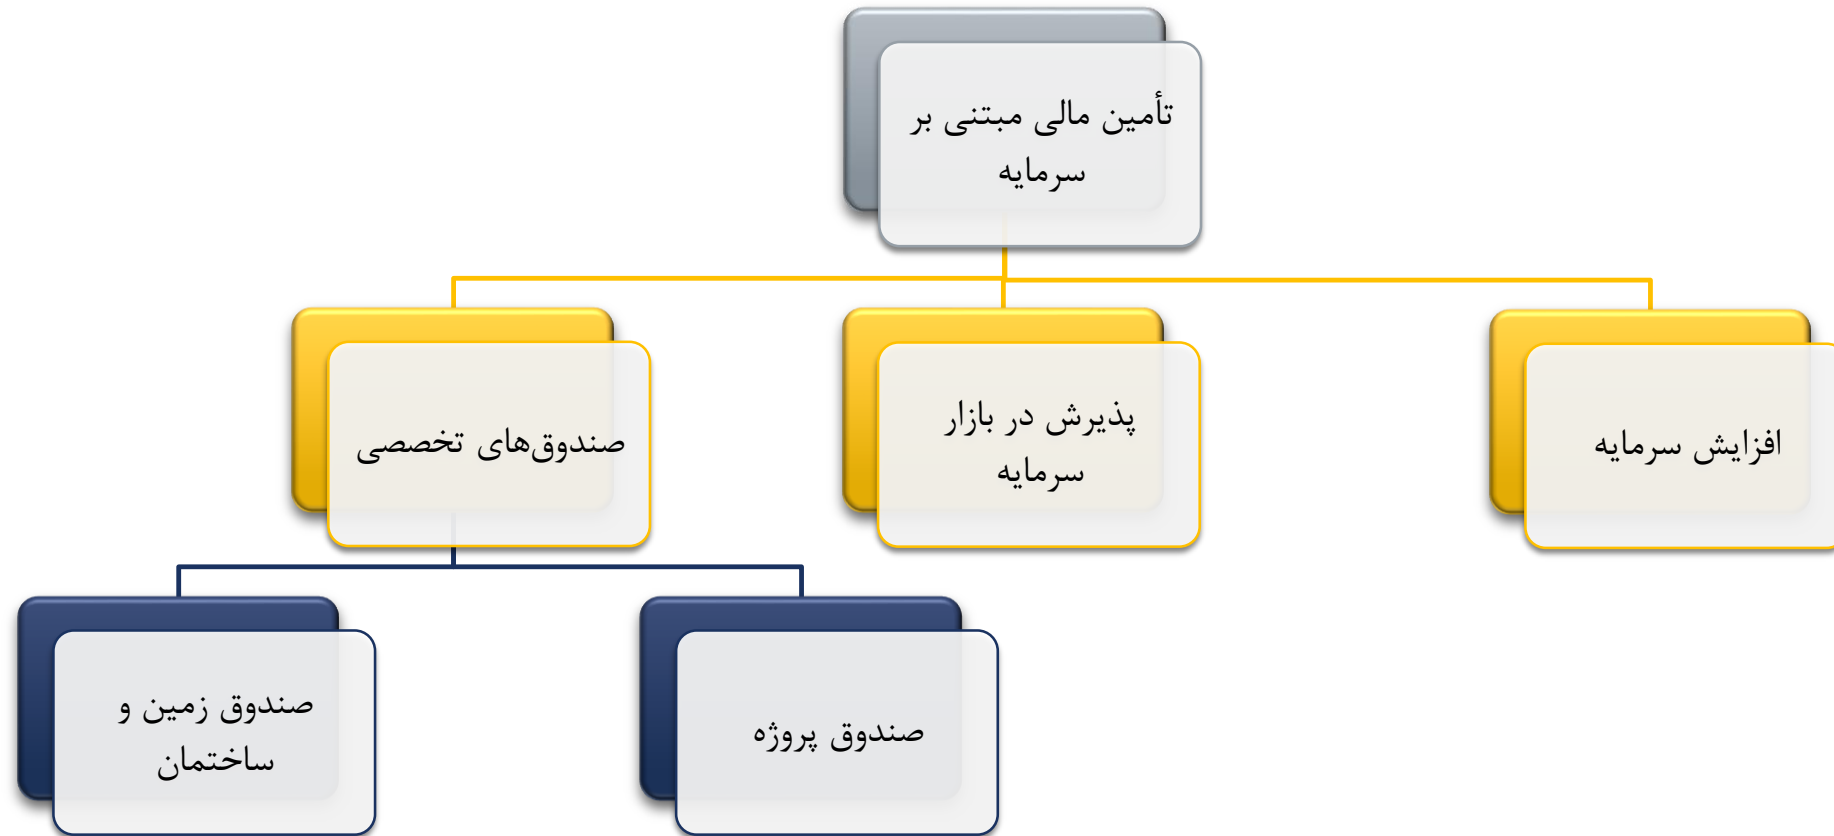 تأمین مالی مبتنی بر
سرمایه
افزایش سرمایه
پذیرش در بازار
سرمایه
صندوق‌های تخصصی
صندوق پروژه
صندوق زمین و
ساختمان